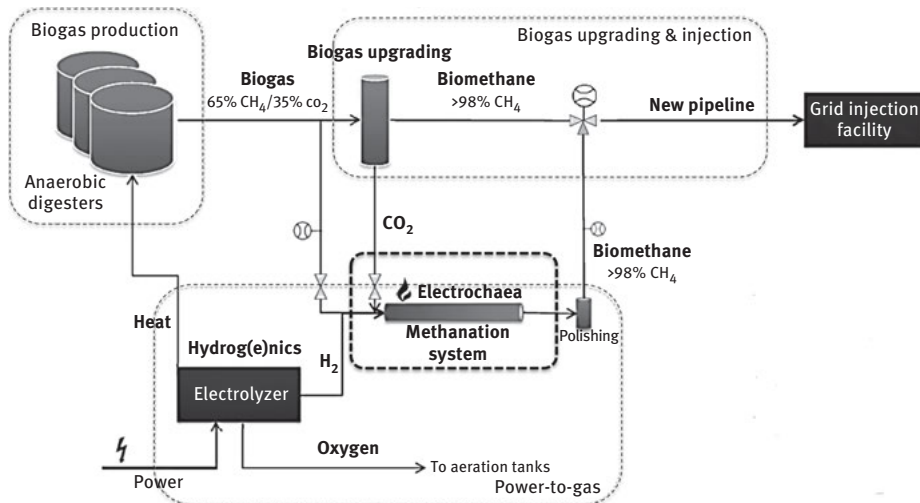 Biogas production
Anaerobic
digesters
Biogas
65% CH₄/35% co₂
Biogas upgrading
Biogas upgrading & injection
Biomethane
>98% CH₄
New pipeline
Grid injection
facility
CO₂
Biomethane
>98% CH₄
Electrochaea
Methanation
system
Polishing
Heat
Hydrog(e)nics
H₂
Electrolyzer
Oxygen
To aeration tanks
Power
Power-to-gas